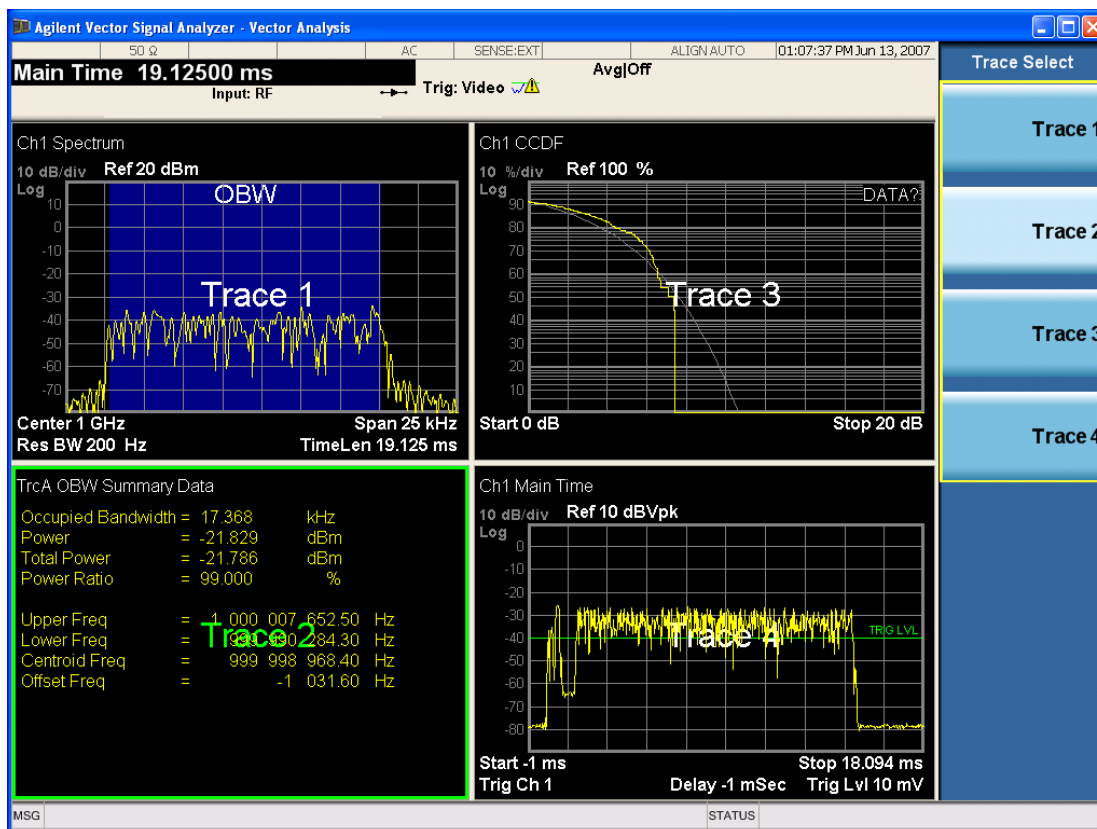 Agilent Vector Signal Analyzer - Vector Analysis
50 Ω AC SENSE:EXT ALIGN AUTO 01:07:37 PM Jun 13, 2007
Main Time 19.12500 ms
Input: RF
Trig: Video
Avg|Off
Trace Select
Trace 1
Trace 2
Trace 3
Trace 4
Ch1 Spectrum
10 dB/div Ref 20 dBm
Log
OBW
10
0
-10
-20
-30
-40
-50
-60
-70
Trace 1
Center 1 GHz Span 25 kHz
Res BW 200 Hz TimeLen 19.125 ms
Ch1 CCDF
10 %/div Ref 100 %
Log
DATA?
90
80
70
60
50
40
30
20
10
Trace 3
Start 0 dB Stop 20 dB
TrcA OBW Summary Data
Occupied Bandwidth = 17.368 kHz
Power = -21.829 dBm
Total Power = -21.786 dBm
Power Ratio = 99.000 %
Upper Freq = 1 000 007 652.50 Hz
Lower Freq = 999 990 284.30 Hz
Centroid Freq = 999 998 968.40 Hz
Offset Freq = -1 031.60 Hz
Trace 2
Ch1 Main Time
10 dB/div Ref 10 dBVpk
Log
0
-10
-20
-30
-40
-50
-60
-70
-80
TRIG LVL
Trace 4
Start -1 ms Stop 18.094 ms
Trig Ch 1 Delay -1 mSec Trig Lvl 10 mV
MSG STATUS